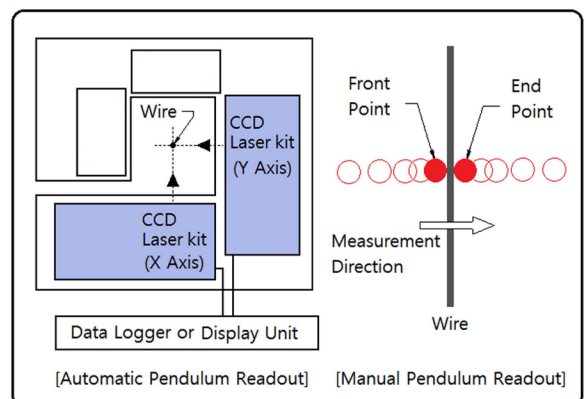 Wire
CCD
Laser kit
(Y Axis)
CCD
Laser kit
(X Axis)
Data Logger or Display Unit
[Automatic Pendulum Readout]
Front
Point
End
Point
Measurement
Direction
Wire
[Manual Pendulum Readout]